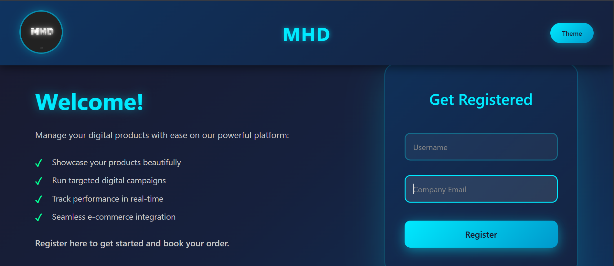 MHD
MHD
Theme
Welcome!
Manage your digital products with ease on our powerful platform:
✓ Showcase your products beautifully
✓ Run targeted digital campaigns
✓ Track performance in real-time
✓ Seamless e-commerce integration
Register here to get started and book your order.
Get Registered
Username
Company Email
Register